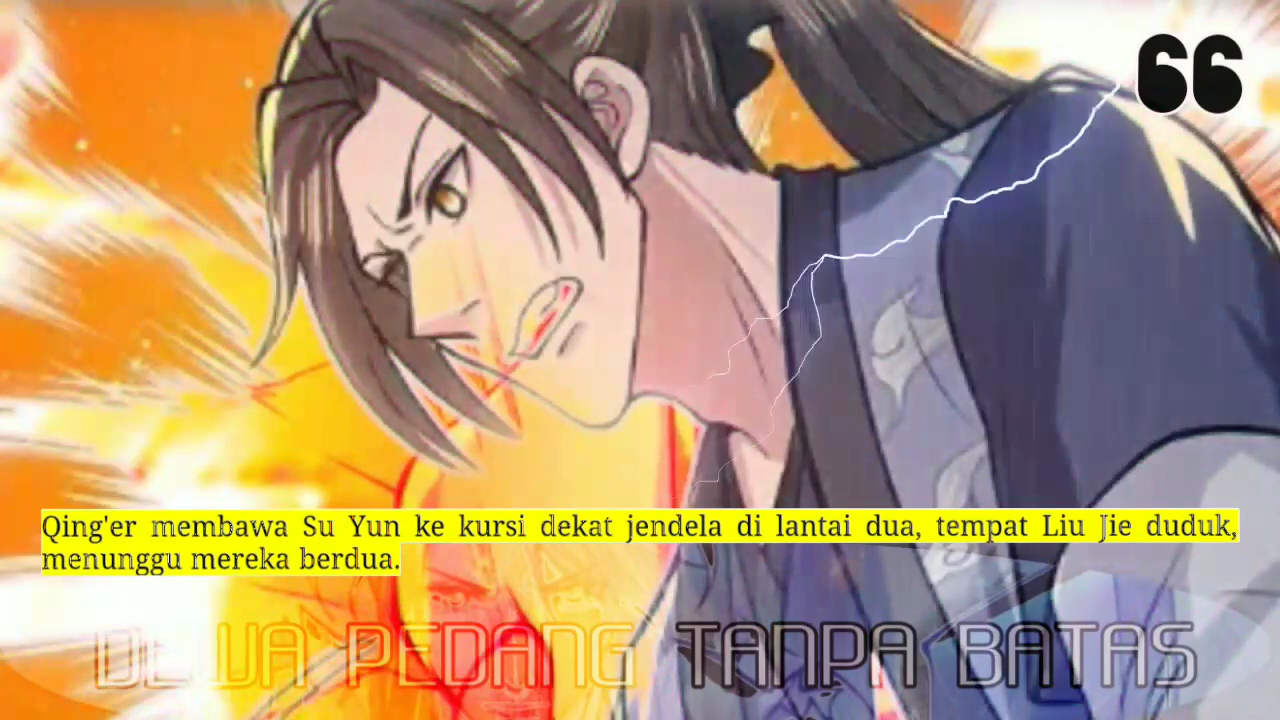 66
Qing'er membawa Su Yun ke kursi dekat jendela di lantai dua, tempat Liu Jie duduk,
menunggu mereka berdua.
DEWA PEDANG TANPA BATAS